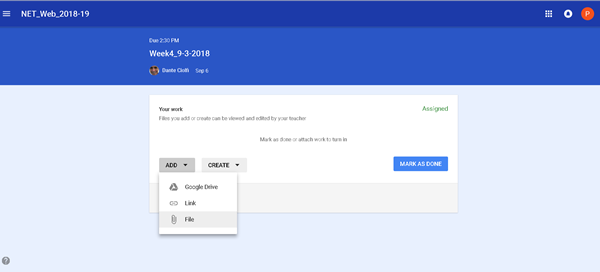 NET_Web_2018-19
P
Due 2:30 PM
Week4_9-3-2018
Dante Cioffi Sep 6
Your work
Assigned
Files you add or create can be viewed and edited by your teacher
Mark as done or attach work to turn in
ADD CREATE
MARK AS DONE
Google Drive
Link
File
?